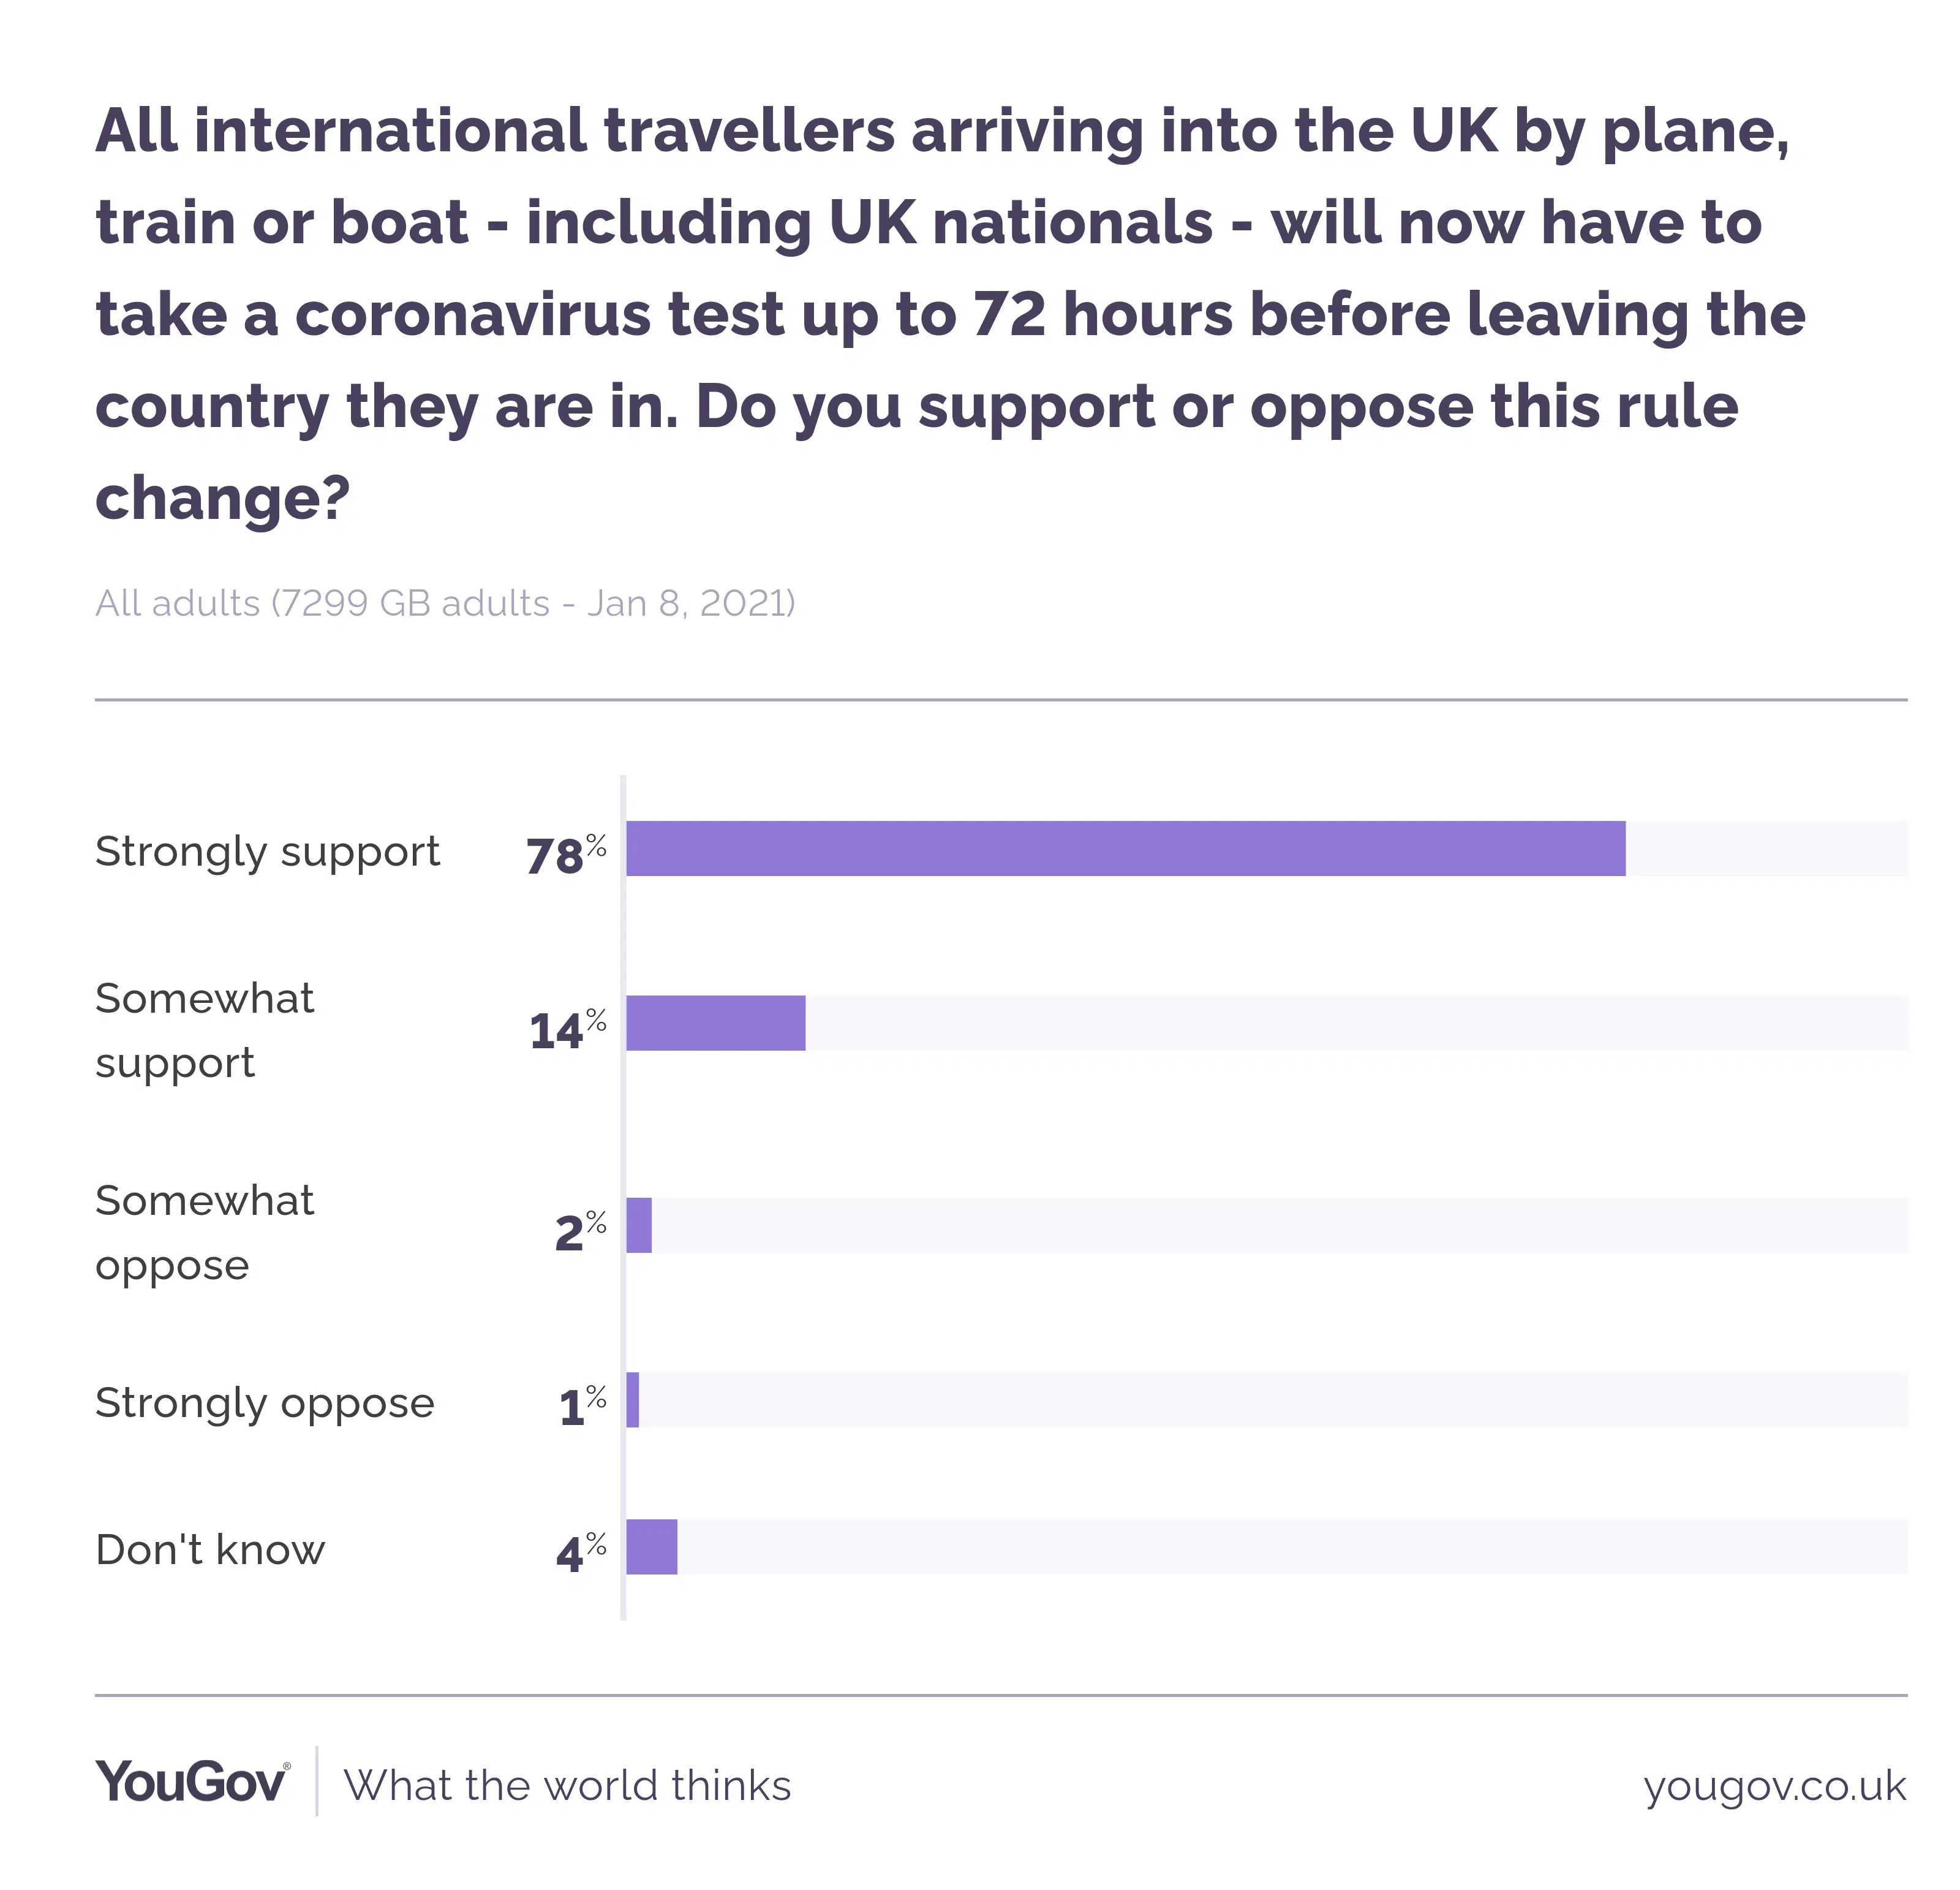 All international travellers arriving into the UK by plane,
train or boat - including UK nationals - will now have to
take a coronavirus test up to 72 hours before leaving the
country they are in. Do you support or oppose this rule
change?
All adults (7299 GB adults - Jan 8, 2021)
Strongly support 78%
Somewhat
support 14%
Somewhat
oppose 2%
Strongly oppose 1%
Don't know 4%
YouGov® What the world thinks yougov.co.uk